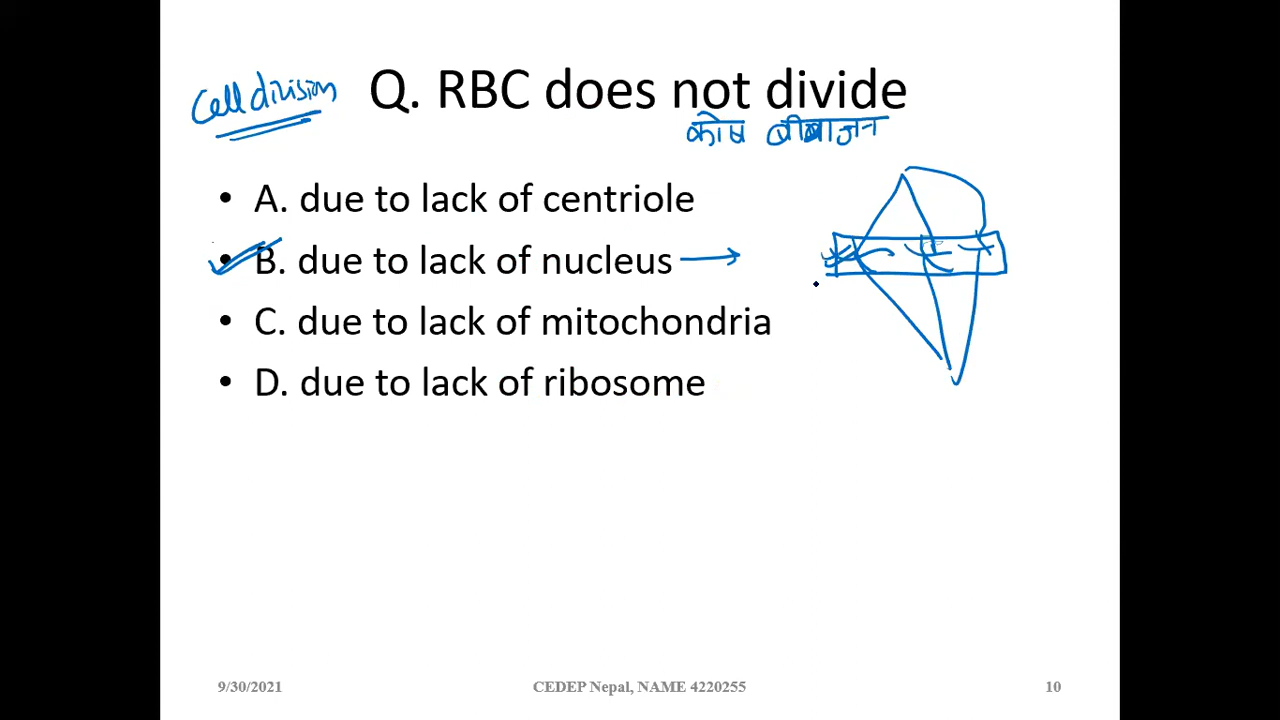 Cell division
Q. RBC does not divide
कोष बीभाजन
• A. due to lack of centriole
• B. due to lack of nucleus →
• C. due to lack of mitochondria
• D. due to lack of ribosome
9/30/2021 CEDEP Nepal, NAME 4220255 10